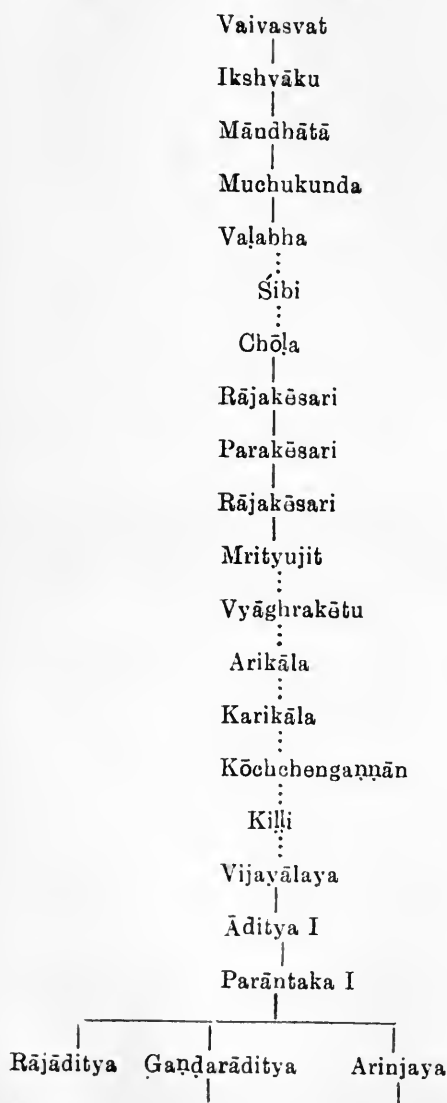 Vaivasvat
Ikshvāku
Māndhātā
Muchukunda
Vaḷabha
Śibi
Chōḷa
Rājakēsari
Parakēsari
Rājakēsari
Mrityujit
Vyāghrakētu
Arikāla
Karikāla
Kōchchengaṇṇān
Kiḷḷi
Vijayālaya
Āditya I
Parāntaka I
Rājāditya Gaṇḍarāditya Arinjaya